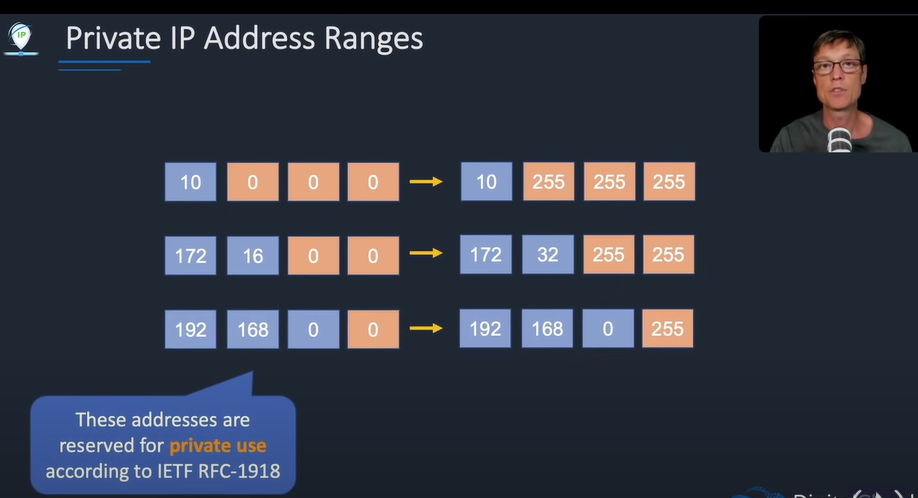 IP
Private IP Address Ranges
10 0 0 0 → 10 255 255 255
172 16 0 0 → 172 32 255 255
192 168 0 0 → 192 168 0 255
These addresses are
reserved for private use
according to IETF RFC-1918